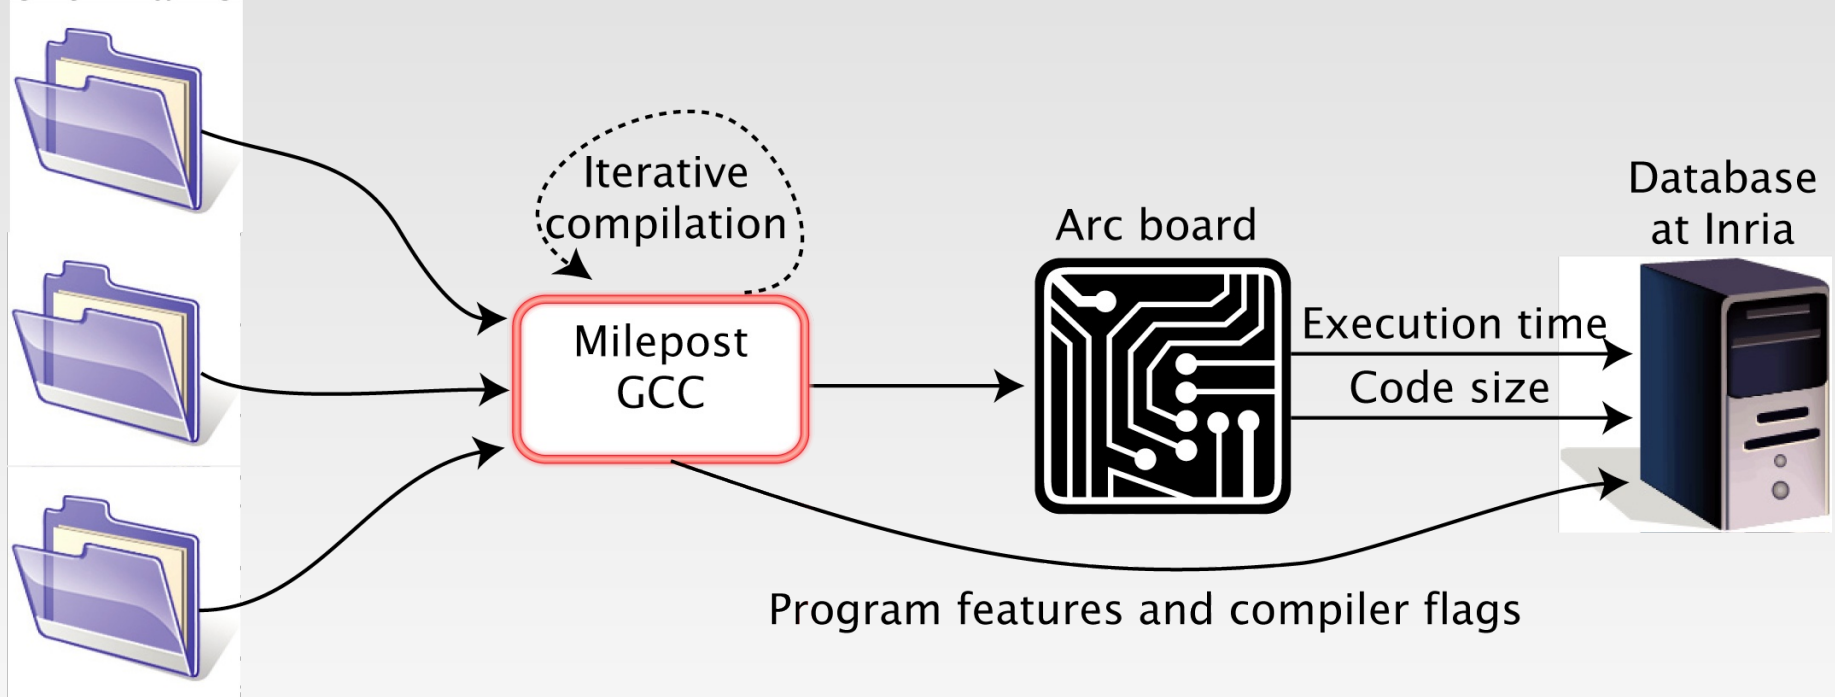 Iterative
compilation
Milepost
GCC
Arc board
Execution time
Code size
Database
at Inria
Program features and compiler flags